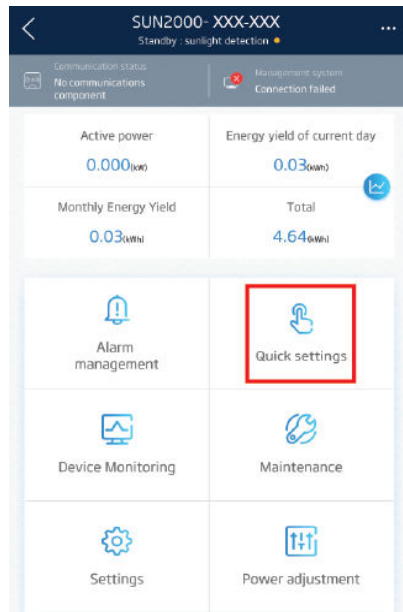 SUN2000- XXX-XXX
Standby : sunlight detection
Communication status
No communications
component
Management system
Connection failed
Active power
Energy yield of current day
0.000(kW)
0.03(kWh)
Monthly Energy Yield
Total
0.03(kWh)
4.64(kWh)
Alarm
management
Quick settings
Device Monitoring
Maintenance
Settings
Power adjustment